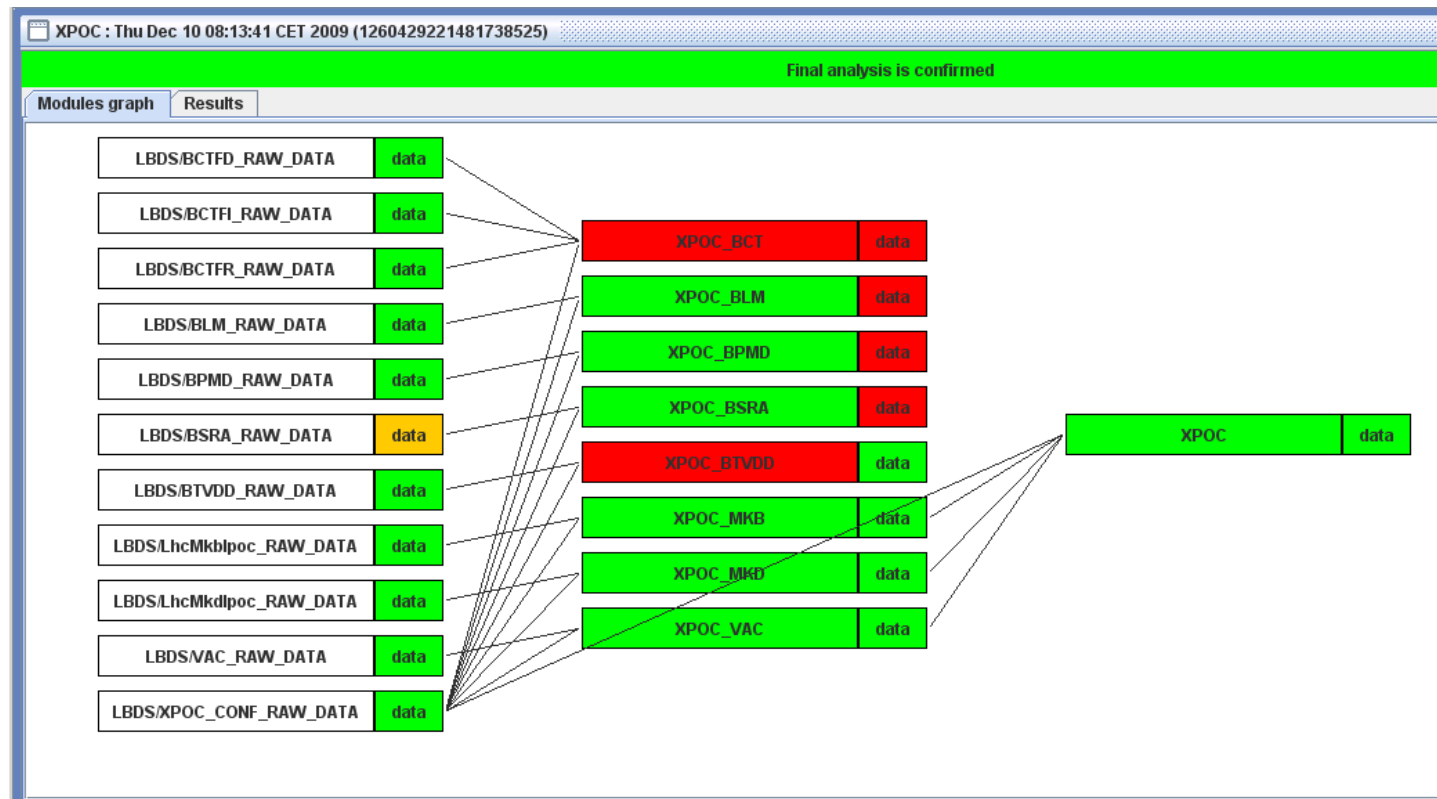 XPOC : Thu Dec 10 08:13:41 CET 2009 (1260429221481738525)
Final analysis is confirmed
Modules graph Results
LBDS/BCTFD_RAW_DATA data
LBDS/BCTFI_RAW_DATA data
LBDS/BCTFR_RAW_DATA data
LBDS/BLM_RAW_DATA data
LBDS/BPMD_RAW_DATA data
LBDS/BSRA_RAW_DATA data
LBDS/BTVDD_RAW_DATA data
LBDS/LhcMkbIpoc_RAW_DATA data
LBDS/LhcMkdIpoc_RAW_DATA data
LBDS/VAC_RAW_DATA data
LBDS/XPOC_CONF_RAW_DATA data
XPOC_BCT data
XPOC_BLM data
XPOC_BPMD data
XPOC_BSRA data
XPOC_BTVDD data
XPOC_MKB data
XPOC_MKD data
XPOC_VAC data
XPOC data